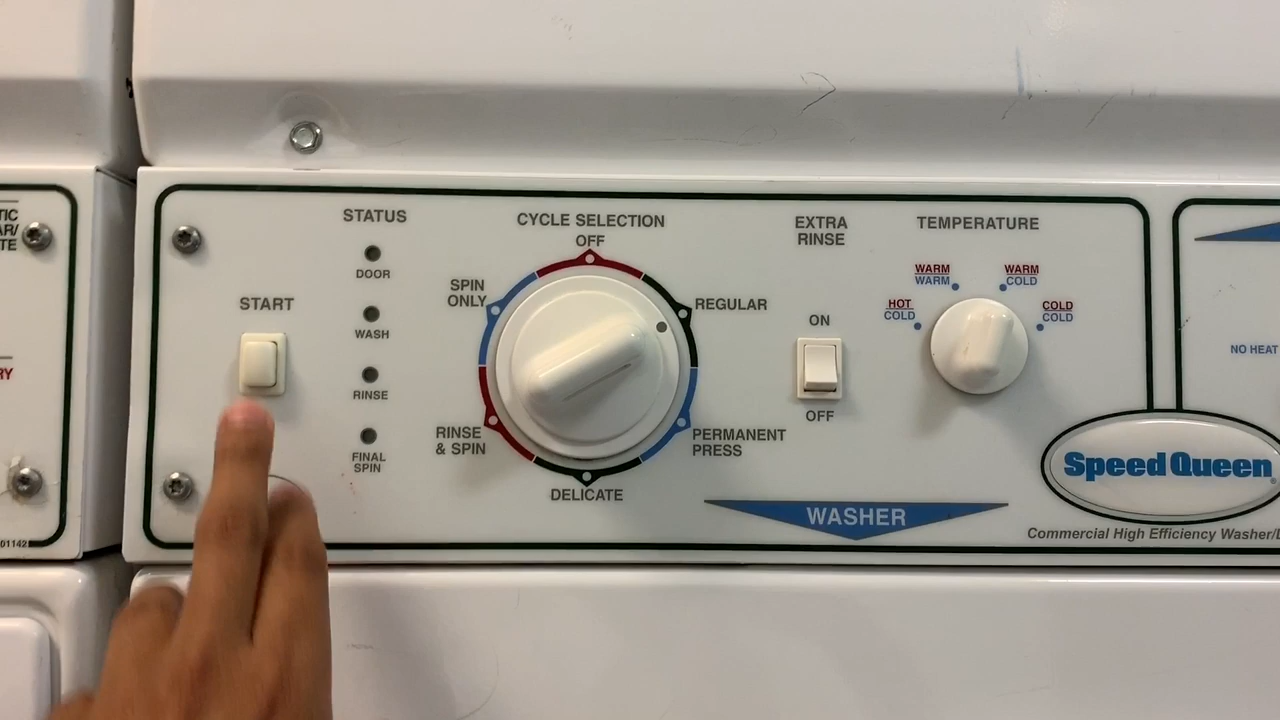 START
STATUS
DOOR
WASH
RINSE
FINAL
SPIN
CYCLE SELECTION
OFF
SPIN
ONLY
REGULAR
RINSE
& SPIN
PERMANENT
PRESS
DELICATE
EXTRA
RINSE
ON
OFF
TEMPERATURE
HOT
COLD
WARM
WARM
WARM
COLD
COLD
COLD
WASHER
Speed Queen
Commercial High Efficiency Washer/
NO HEAT
01142